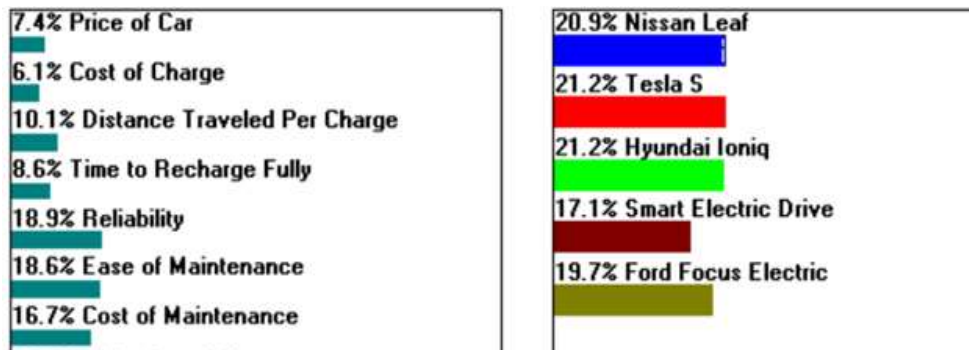 7.4% Price of Car
6.1% Cost of Charge
10.1% Distance Traveled Per Charge
8.6% Time to Recharge Fully
18.9% Reliability
18.6% Ease of Maintenance
16.7% Cost of Maintenance
20.9% Nissan Leaf
21.2% Tesla S
21.2% Hyundai Ioniq
17.1% Smart Electric Drive
19.7% Ford Focus Electric